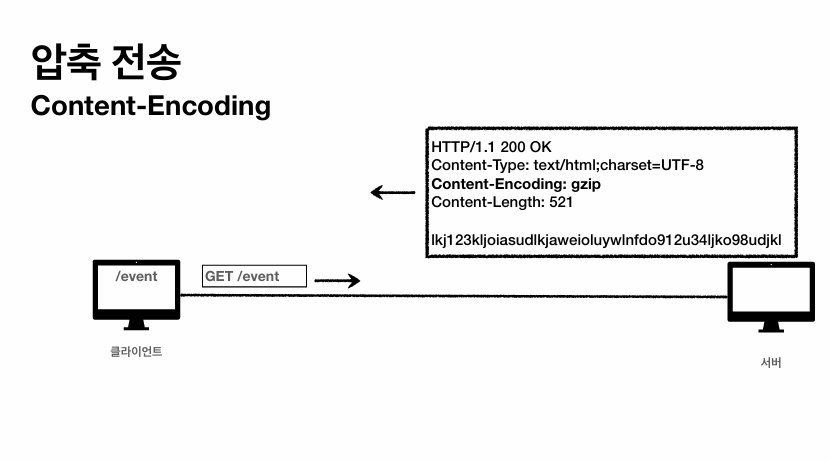 압축 전송
Content-Encoding
HTTP/1.1 200 OK
Content-Type: text/html;charset=UTF-8
Content-Encoding: gzip
Content-Length: 521
lkj123kljoiasudlkjaweioluywlnfdo912u34ljko98udjkl
/event
GET /event
클라이언트
서버